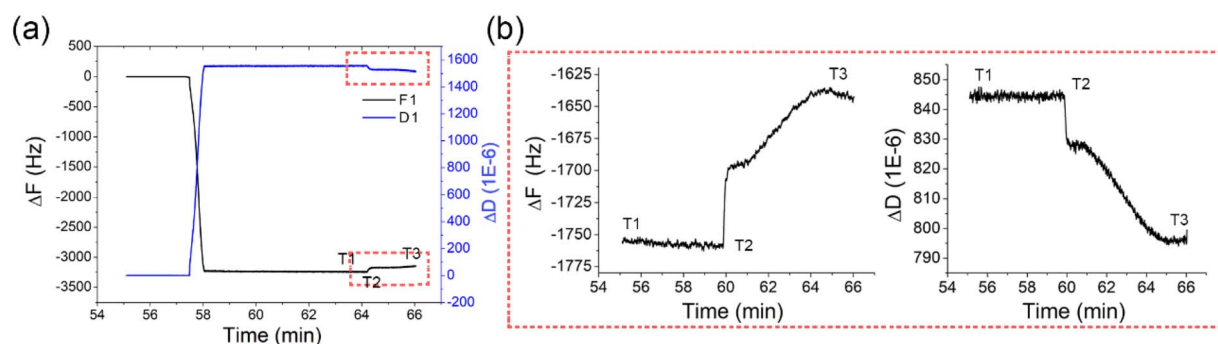 (a)
500
0
-500
-1000
-1500
-2000
-2500
-3000
-3500
ΔF (Hz)
F1
D1
T1
T2
T3
1600
1400
1200
1000
800
600
400
200
0
-200
ΔD (1E-6)
54 56 58 60 62 64 66
Time (min)
(b)
-1625
-1650
-1675
-1700
-1725
-1750
-1775
ΔF (Hz)
T1
T2
T3
54 56 58 60 62 64 66
Time (min)
850
840
830
820
810
800
790
ΔD (1E-6)
T1
T2
T3
54 56 58 60 62 64 66
Time (min)